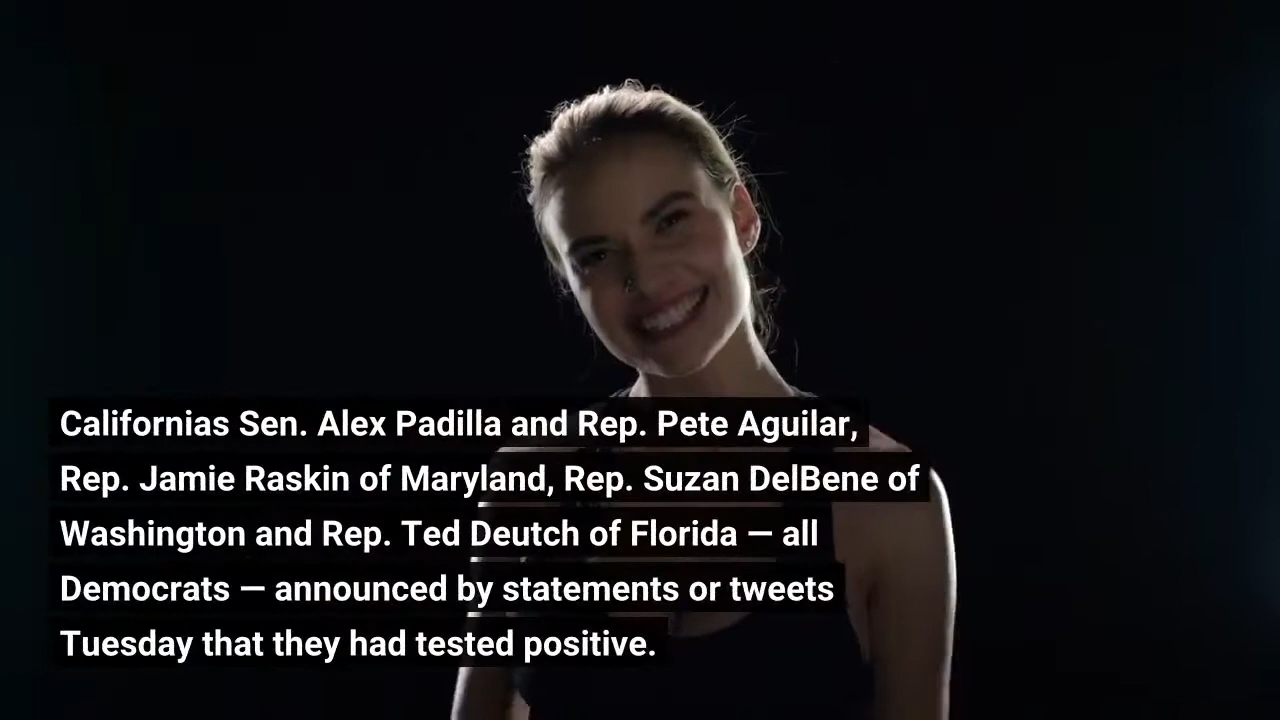 Californias Sen. Alex Padilla and Rep. Pete Aguilar,
Rep. Jamie Raskin of Maryland, Rep. Suzan DelBene of
Washington and Rep. Ted Deutch of Florida — all
Democrats — announced by statements or tweets
Tuesday that they had tested positive.